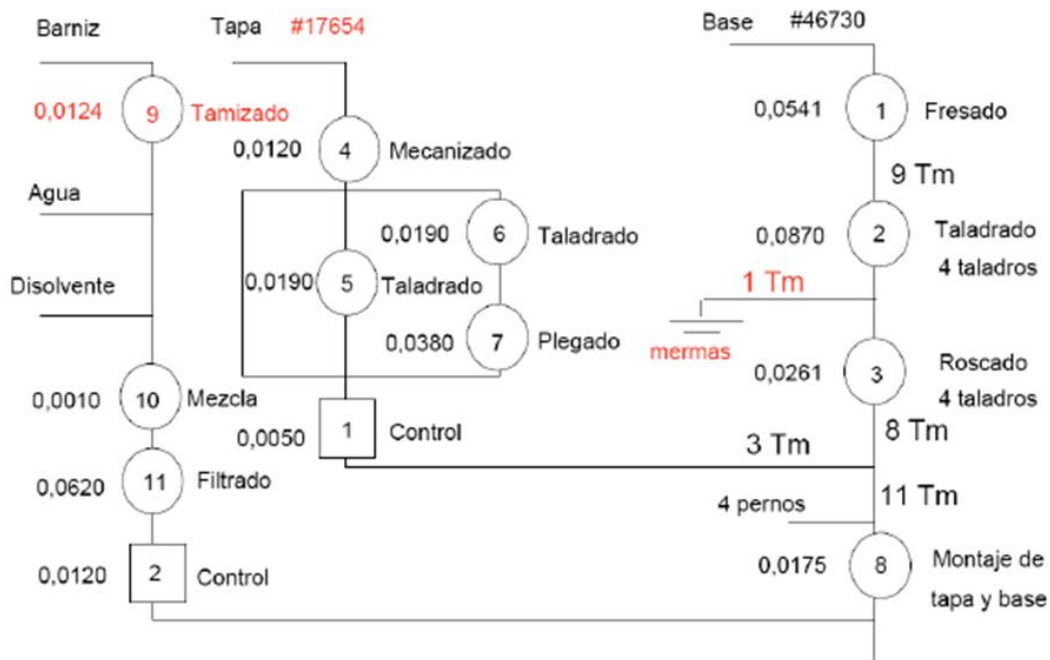 Barniz
Tapa #17654
Base #46730
0,0124 9 Tamizado
0,0120 4 Mecanizado
0,0541 1 Fresado
9 Tm
Agua
0,0190 6 Taladrado
0,0870 2 Taladrado
4 taladros
Disolvente
0,0190 5 Taladrado
1 Tm
mermas
0,0380 7 Plegado
0,0261 3 Roscado
4 taladros
0,0010 10 Mezcla
0,0050 1 Control
3 Tm
8 Tm
0,0620 11 Filtrado
11 Tm
4 pernos
0,0120 2 Control
0,0175 8 Montaje de
tapa y base